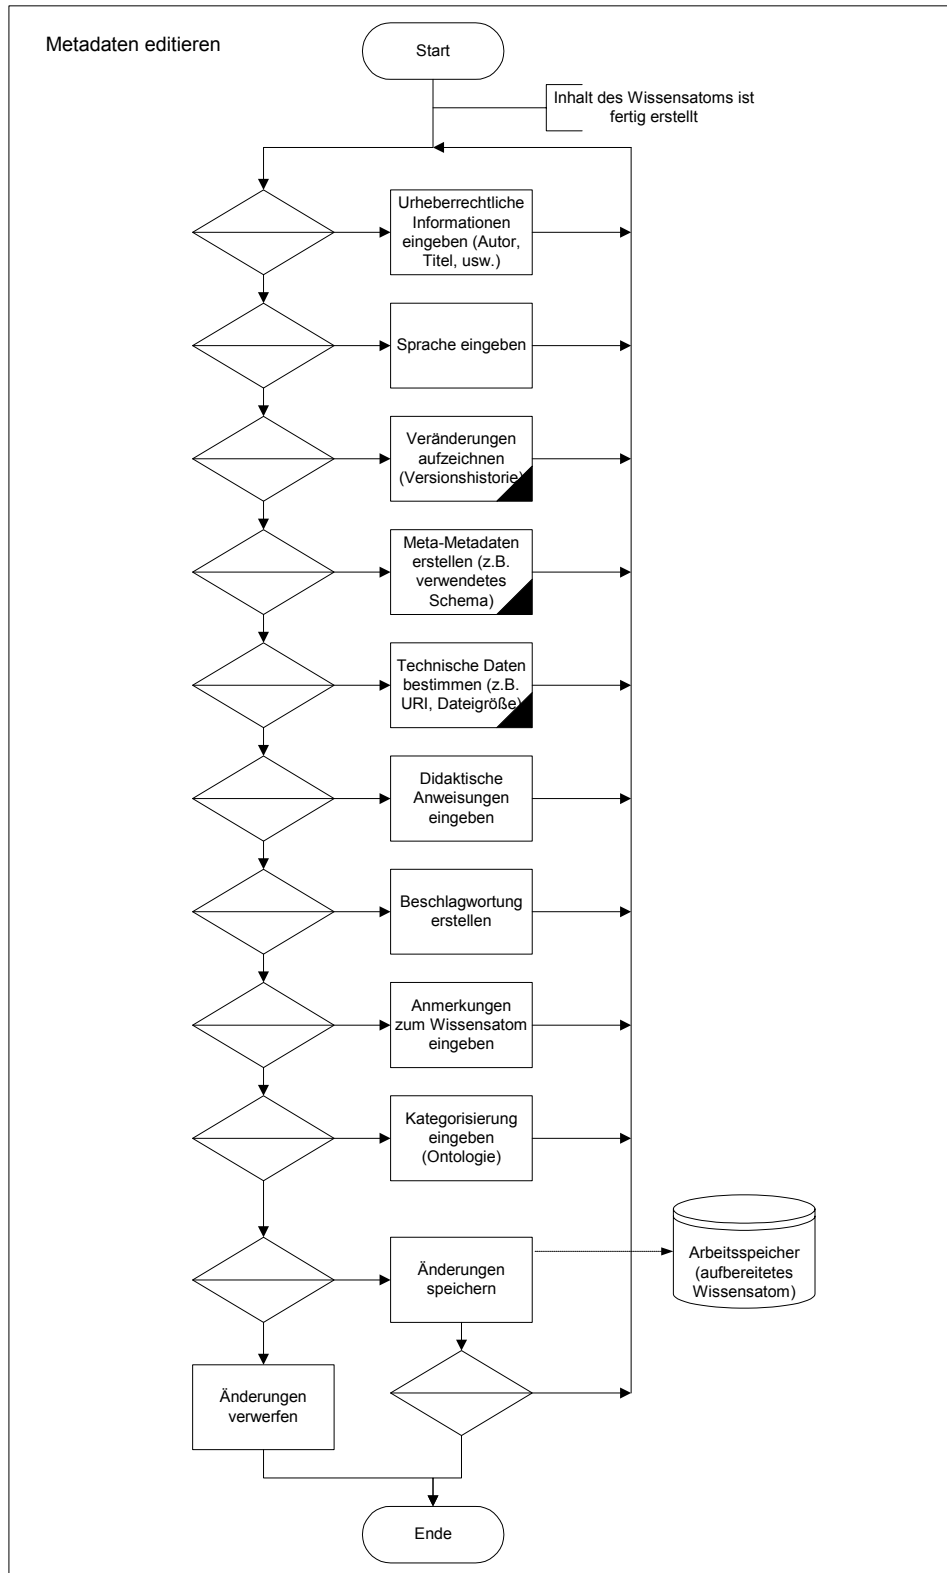 Metadaten editieren
Start
Inhalt des Wissensatoms ist
fertig erstellt
Urheberrechtliche
Informationen
eingeben (Autor,
Titel, usw.)
Sprache eingeben
Veränderungen
aufzeichnen
(Versionshistorie)
Meta-Metadaten
erstellen (z.B.
verwendetes
Schema)
Technische Daten
bestimmen (z.B.
URI, Dateigröße)
Didaktische
Anweisungen
eingeben
Beschlagwortung
erstellen
Anmerkungen
zum Wissensatom
eingeben
Kategorisierung
eingeben
(Ontologie)
Änderungen
speichern
Arbeitsspeicher
(aufbereitetes
Wissensatom)
Änderungen
verwerfen
Ende